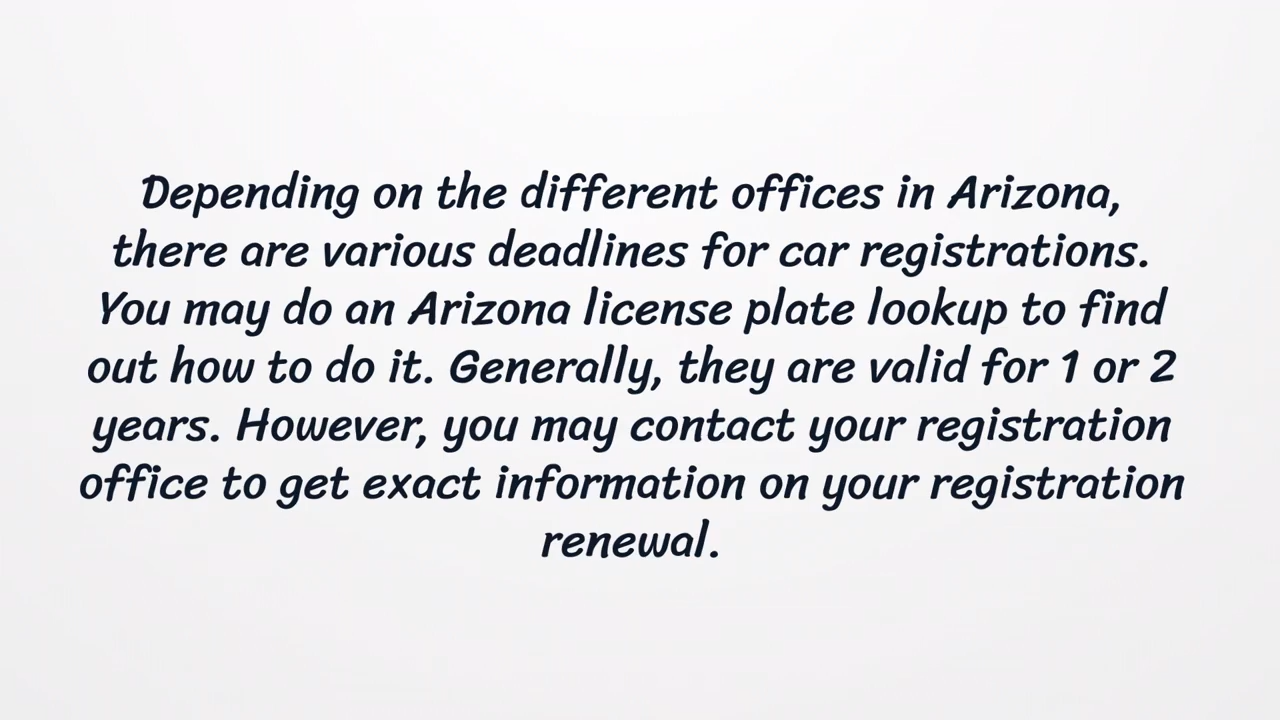 Depending on the different offices in Arizona,
there are various deadlines for car registrations.
You may do an Arizona license plate lookup to find
out how to do it. Generally, they are valid for 1 or 2
years. However, you may contact your registration
office to get exact information on your registration
renewal.